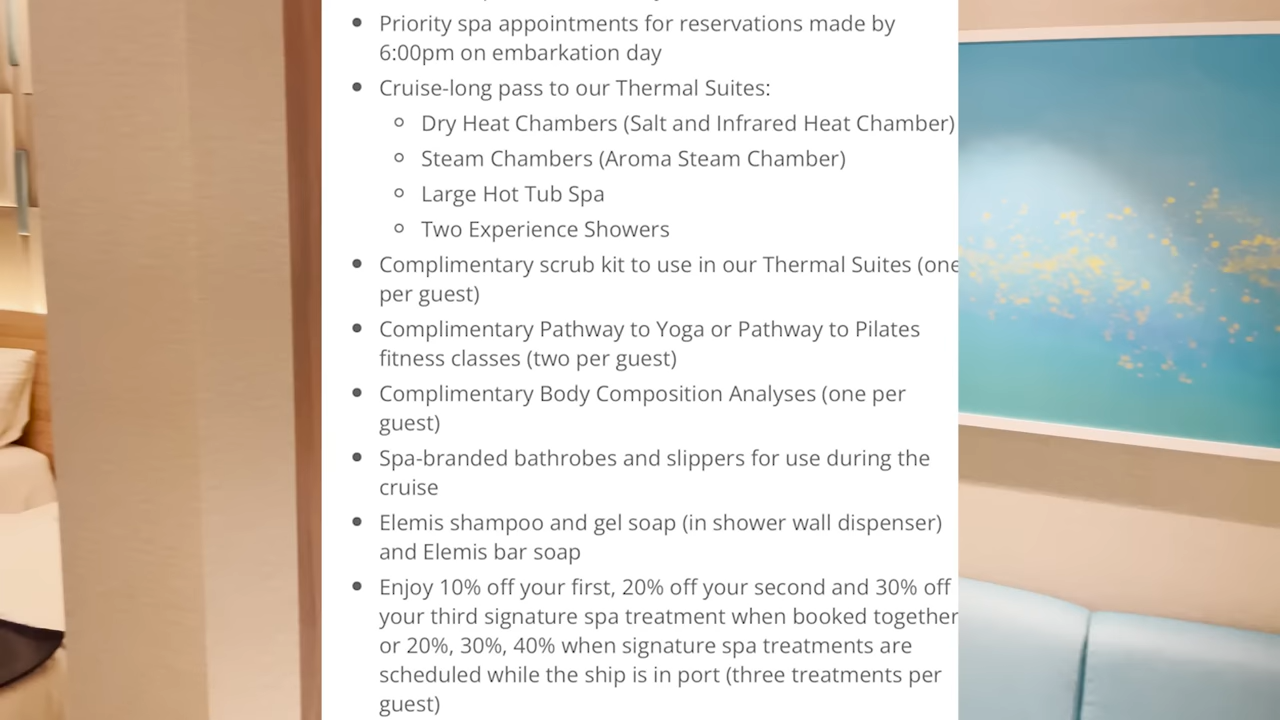 Priority spa appointments for reservations made by
6:00pm on embarkation day
Cruise-long pass to our Thermal Suites:
Dry Heat Chambers (Salt and Infrared Heat Chamber)
Steam Chambers (Aroma Steam Chamber)
Large Hot Tub Spa
Two Experience Showers
Complimentary scrub kit to use in our Thermal Suites (one
per guest)
Complimentary Pathway to Yoga or Pathway to Pilates
fitness classes (two per guest)
Complimentary Body Composition Analyses (one per
guest)
Spa-branded bathrobes and slippers for use during the
cruise
Elemis shampoo and gel soap (in shower wall dispenser)
and Elemis bar soap
Enjoy 10% off your first, 20% off your second and 30% off
your third signature spa treatment when booked together
or 20%, 30%, 40% when signature spa treatments are
scheduled while the ship is in port (three treatments per
guest)